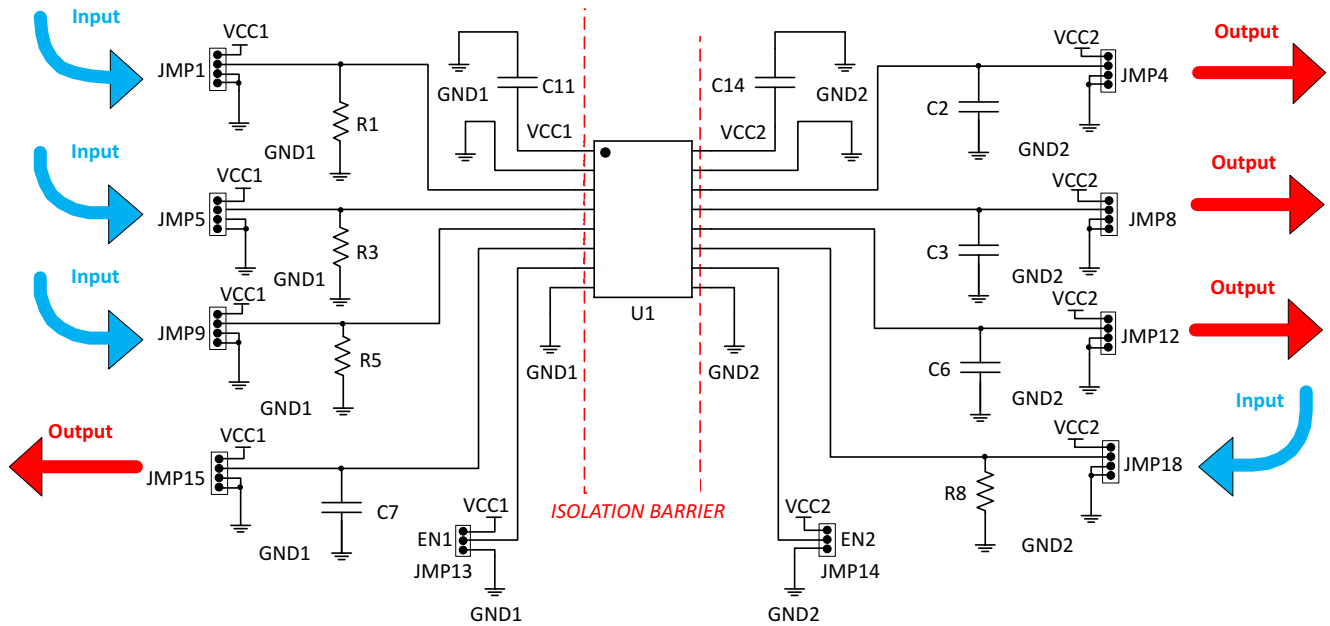 Input
VCC1
JMP1
R1
GND1
Input
VCC1
JMP5
R3
GND1
Input
VCC1
JMP9
R5
GND1
Output
VCC1
JMP15
C7
GND1
C11
GND1
VCC1
C14
GND2
VCC2
U1
GND1
GND2
ISOLATION BARRIER
VCC1
EN1
JMP13
GND1
VCC2
EN2
JMP14
GND2
VCC2
JMP4
Output
C2
GND2
VCC2
JMP8
Output
C3
GND2
VCC2
JMP12
Output
C6
GND2
Input
VCC2
JMP18
R8
GND2